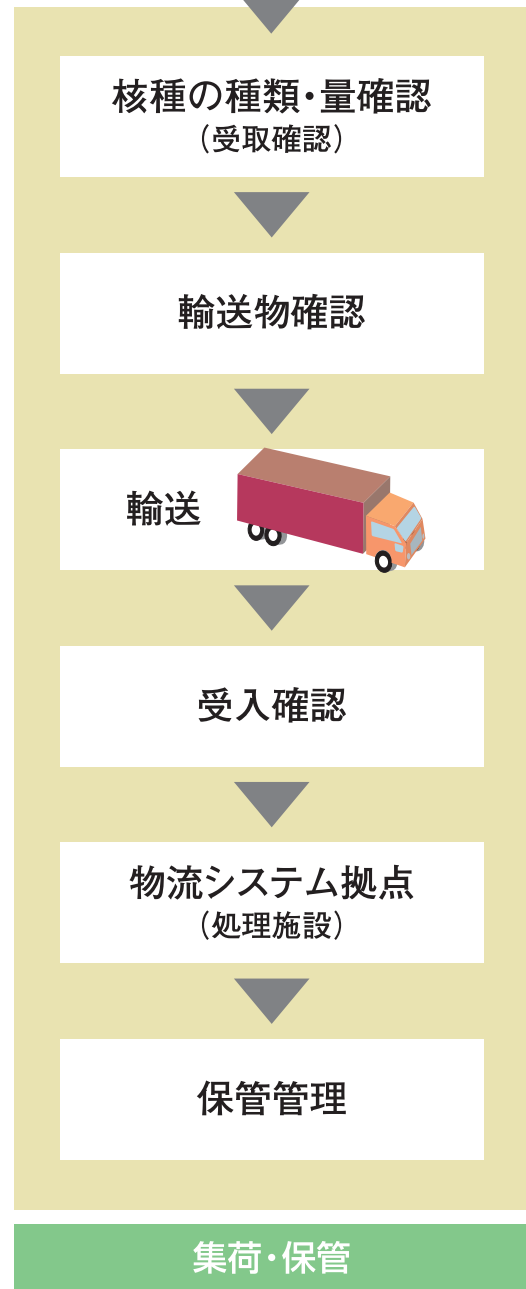 核種の種類・量確認
（受取確認）
輸送物確認
輸送
受入確認
物流システム拠点
（処理施設）
保管管理
集荷・保管